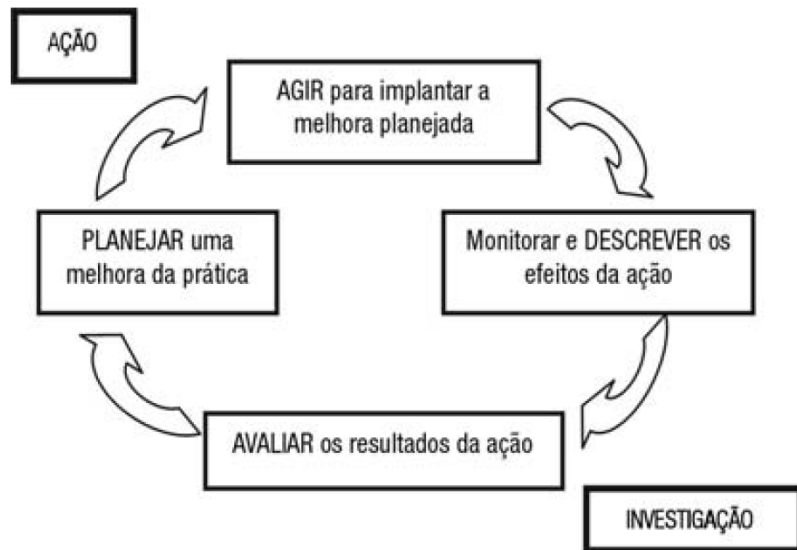 AÇÃO
AGIR para implantar a
melhora planejada
PLANEJAR uma
melhora da prática
Monitorar e DESCREVER os
efeitos da ação
AVALIAR os resultados da ação
INVESTIGAÇÃO